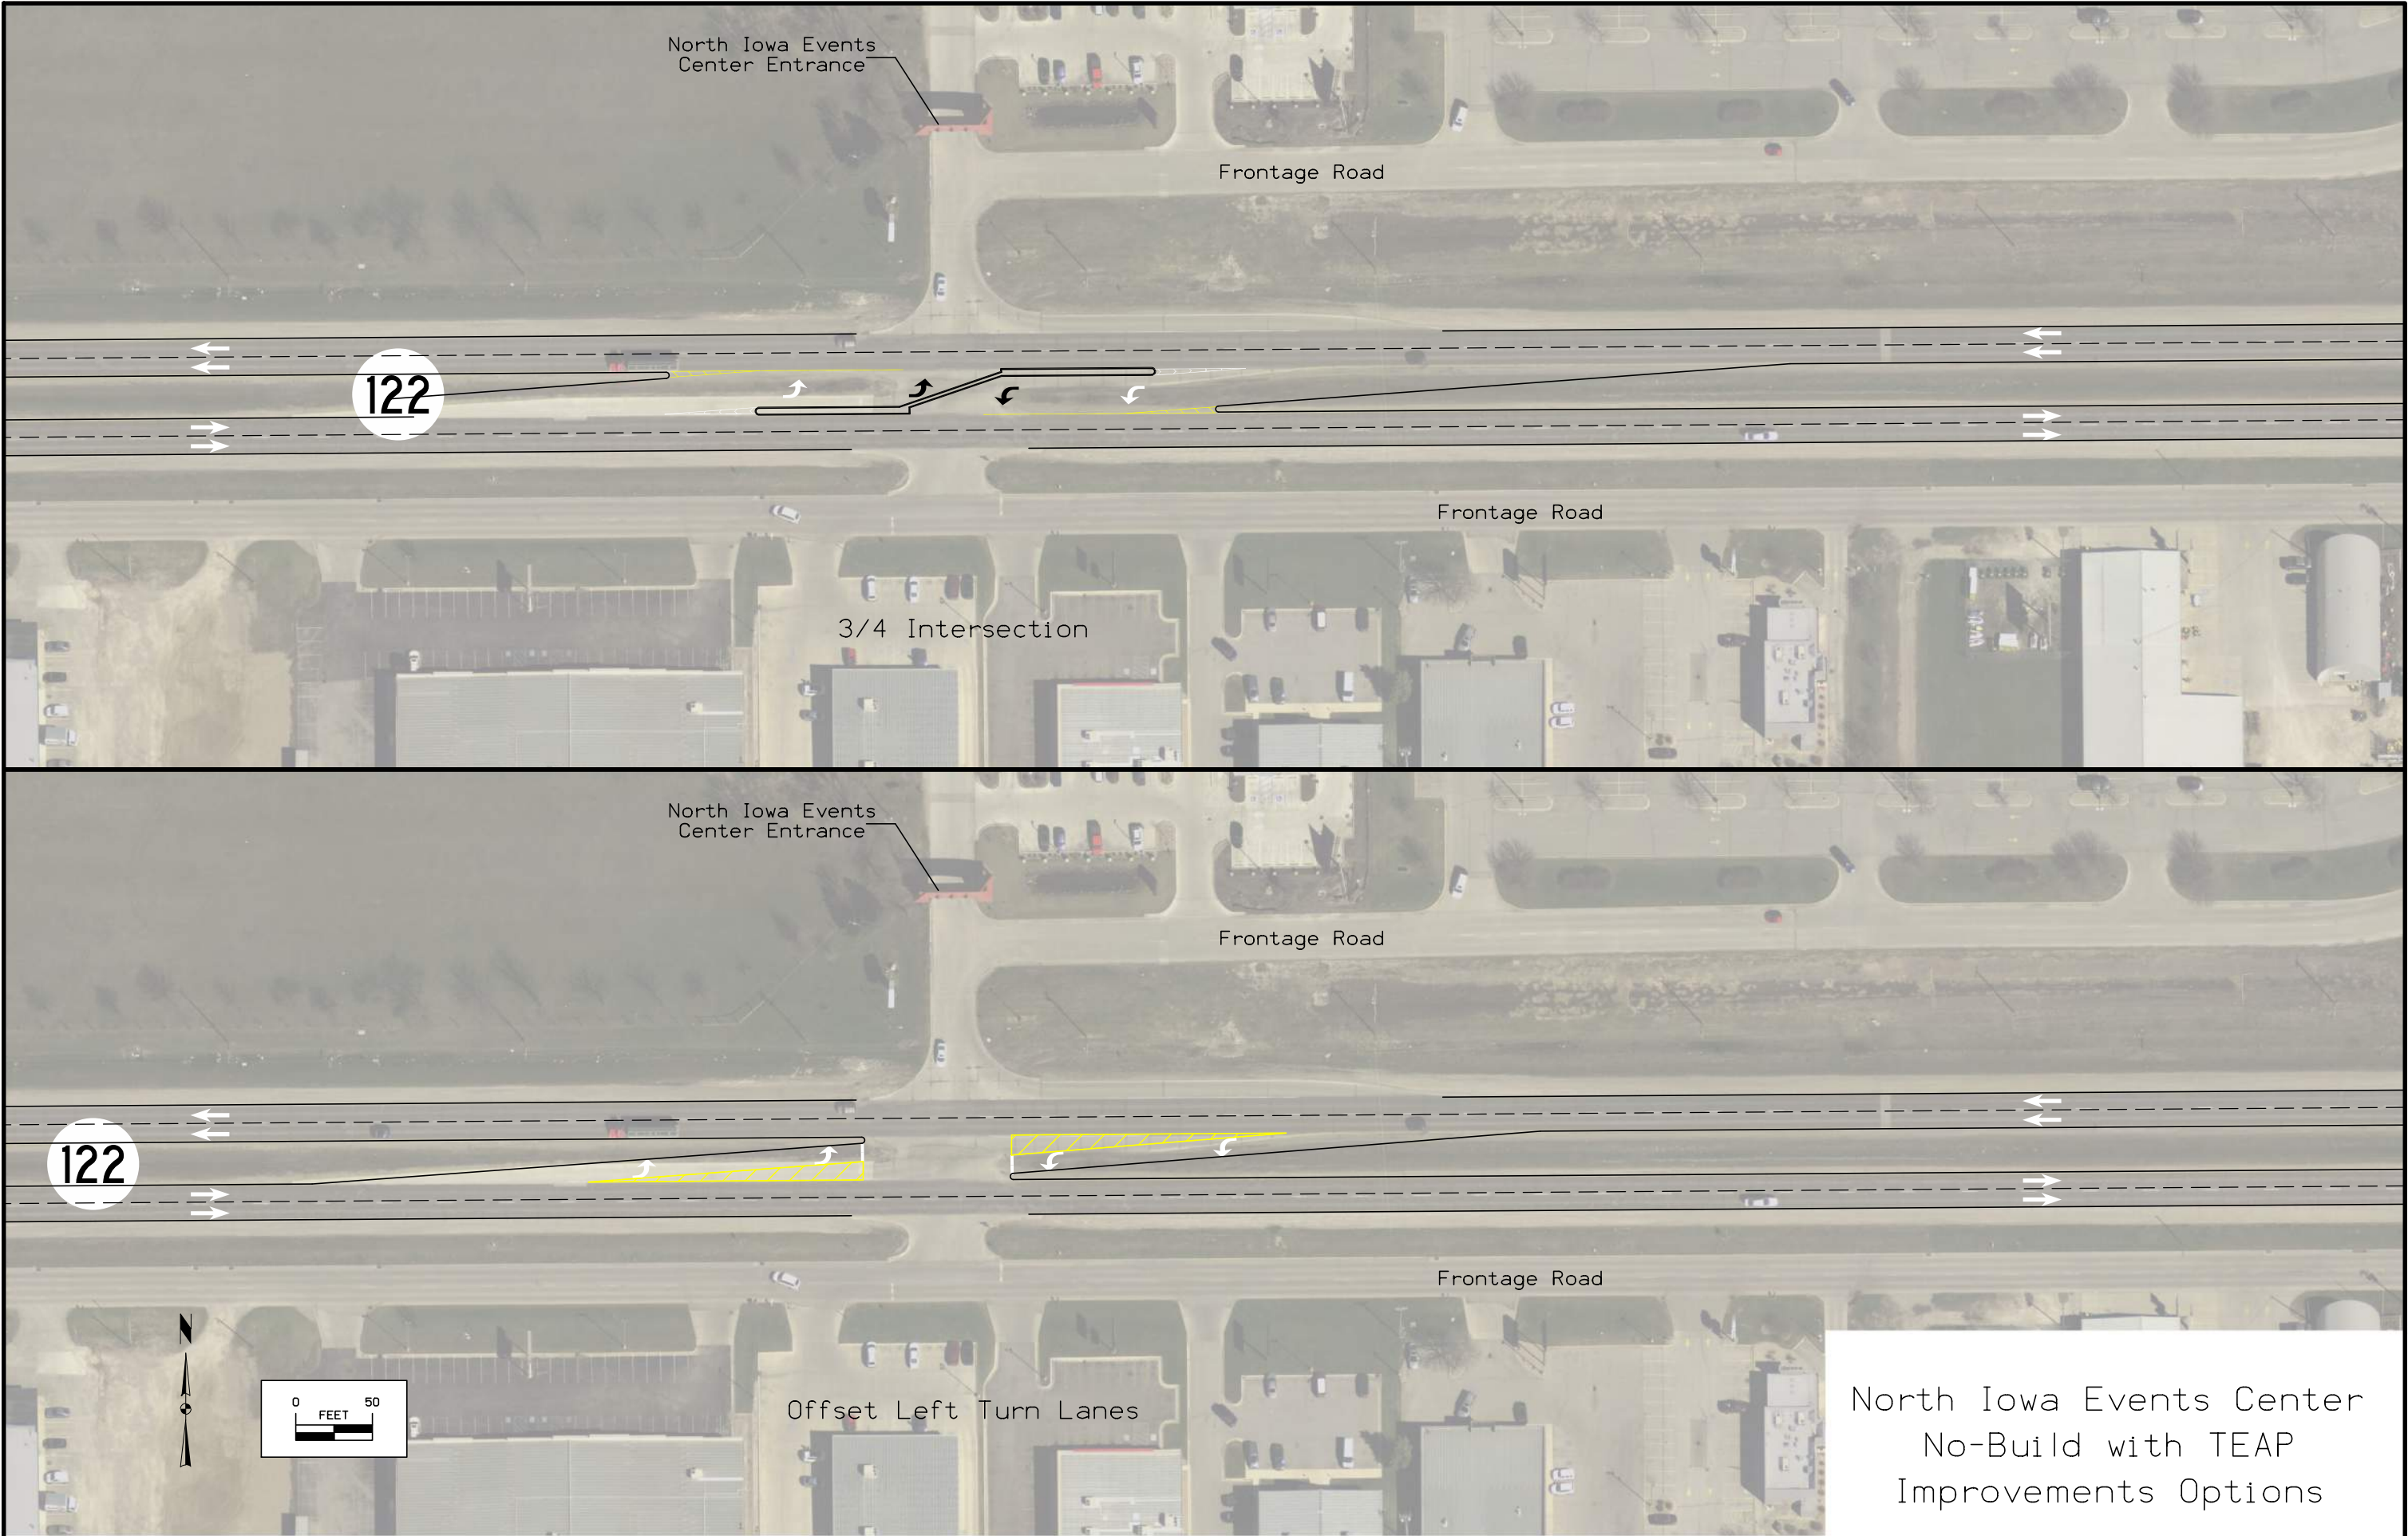 North Iowa Events
Center Entrance
Frontage Road
122
Frontage Road
3/4 Intersection
North Iowa Events
Center Entrance
Frontage Road
122
Frontage Road
N
0 50
FEET
Offset Left Turn Lanes
North Iowa Events Center
No-Build with TEAP
Improvements Options